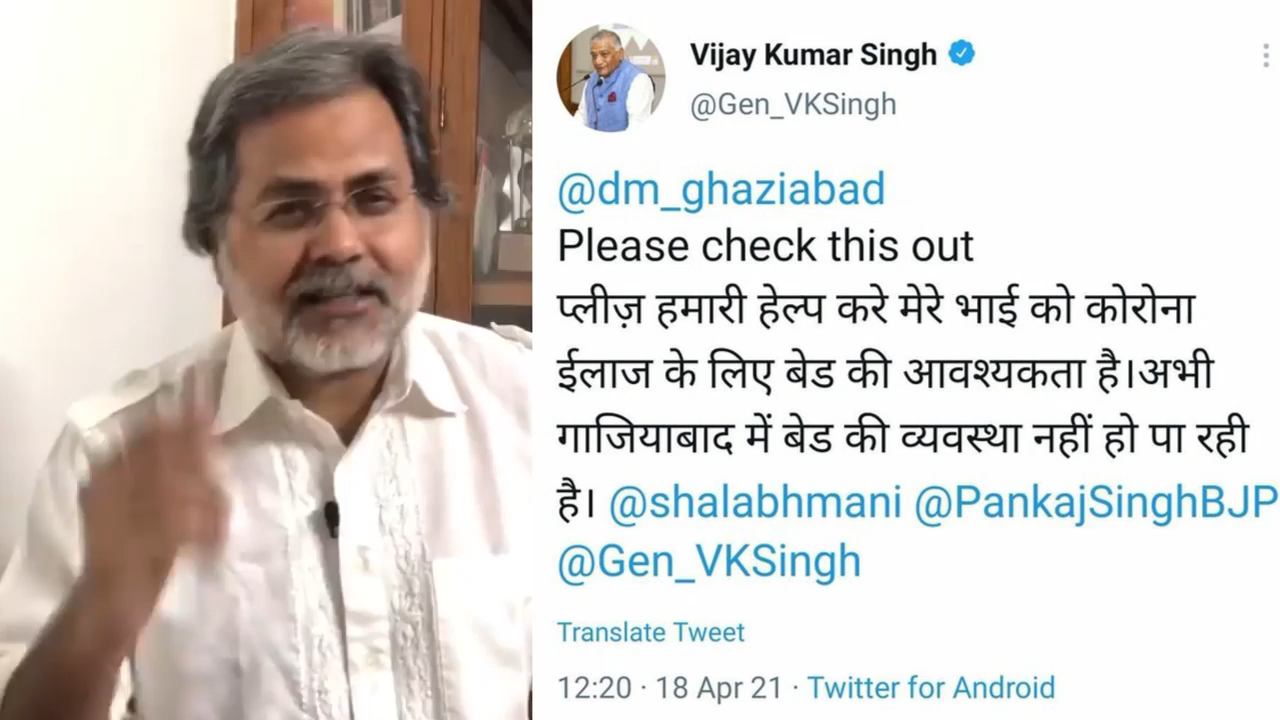 Vijay Kumar Singh
@Gen_VKSingh
@dm_ghaziabad
Please check this out
प्लीज़ हमारी हेल्प करे मेरे भाई को कोरोना
ईलाज के लिए बेड की आवश्यकता है।अभी
गाजियाबाद में बेड की व्यवस्था नहीं हो पा रही
है। @shalabhmani @PankajSinghBJP
@Gen_VKSingh
Translate Tweet
12:20 · 18 Apr 21 · Twitter for Android